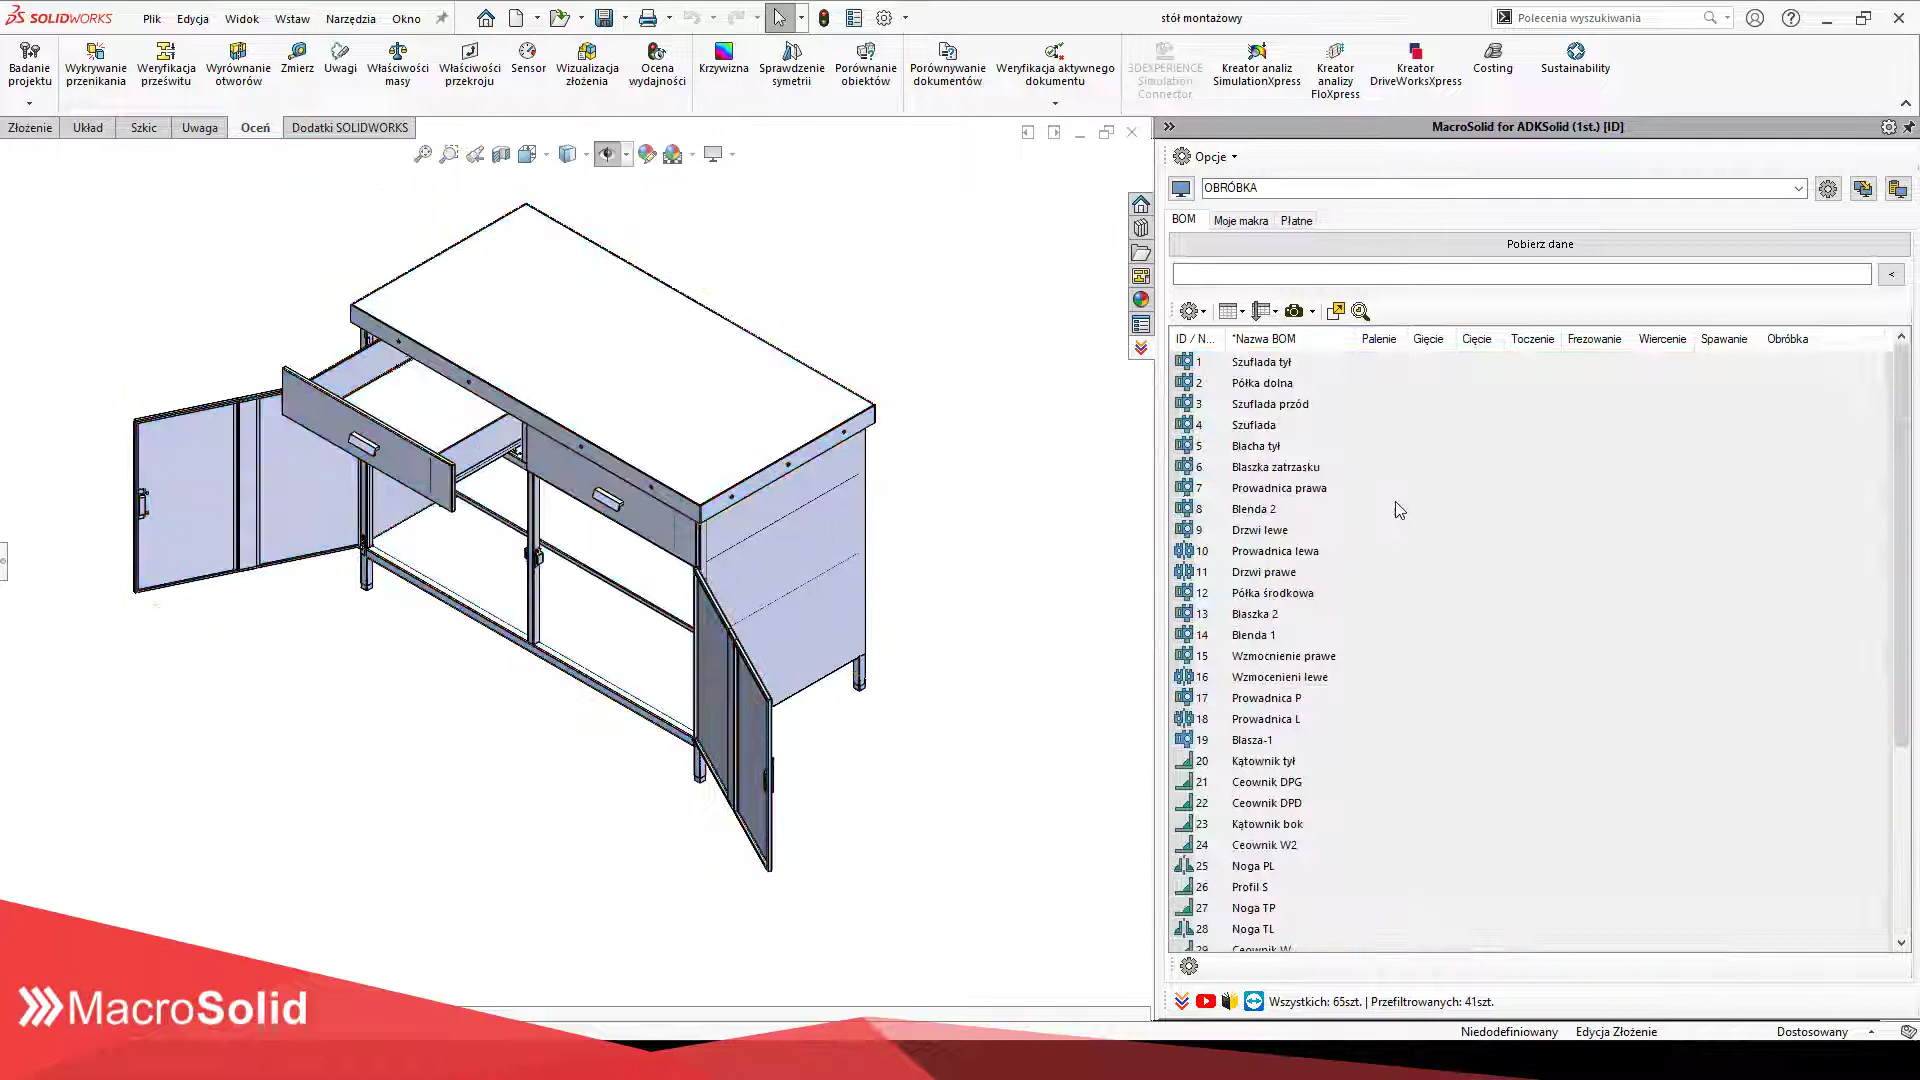 SOLIDWORKS Plik Edycja Widok Wstaw Narzędzia Okno stół montażowy Polecenia wyszukiwania
Badanie projektu
Wykrywanie przenikania
Weryfikacja prześwitu
Wyrównanie otworów
Zmierz
Uwagi
Właściwości masy
Właściwości przekroju
Sensor
Wizualizacja złożenia
Ocena wydajności
Krzywizna
Sprawdzenie symetrii
Porównanie obiektów
Porównywanie dokumentów
Weryfikacja aktywnego dokumentu
3DEXPERIENCE Simulation Connector
Kreator analiz SimulationXpress
Kreator analizy FloXpress
Kreator DriveWorksXpress
Costing
Sustainability
Złożenie Układ Szkic Uwaga Oceń Dodatki SOLIDWORKS
MacroSolid for ADKSolid (1st.) [ID]
Opcje
OBRÓBKA
BOM Moje makra Płatne
Pobierz dane
<
ID / N... *Nazwa BOM Palenie Gięcie Cięcie Toczenie Frezowanie Wiercenie Spawanie Obróbka
1 Szuflada tył
2 Półka dolna
3 Szuflada przód
4 Szuflada
5 Blacha tył
6 Blaszka zatrzasku
7 Prowadnica prawa
8 Blenda 2
9 Drzwi lewe
10 Prowadnica lewa
11 Drzwi prawe
12 Półka środkowa
13 Błaszka 2
14 Blenda 1
15 Wzmocnienie prawe
16 Wzmocenieni lewe
17 Prowadnica P
18 Prowadnica L
19 Blasza-1
20 Kątownik tył
21 Ceownik DPG
22 Ceownik DPD
23 Kątownik bok
24 Ceownik W2
25 Noga PL
26 Profil S
27 Noga TP
28 Noga TL
29 Ceownik W
Wszystkich: 65szt. | Przefiltrowanych: 41szt.
Niedodefiniowany Edycja Złożenie Dostosowany
MacroSolid